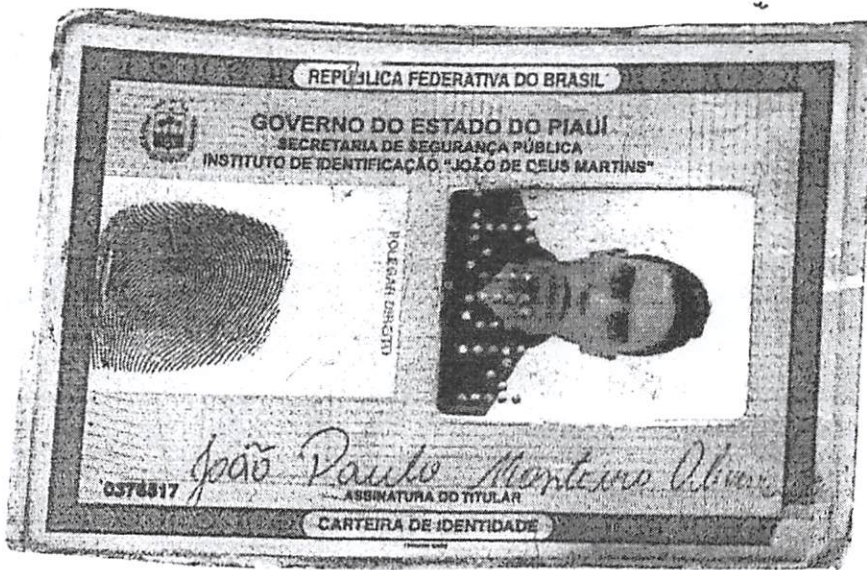 REPÚBLICA FEDERATIVA DO BRASIL
GOVERNO DO ESTADO DO PIAUÍ
SECRETARIA DE SEGURANÇA PÚBLICA
INSTITUTO DE IDENTIFICAÇÃO "JOÃO DE DEUS MARTINS"
POLEGAR DIREITO
João Paulo Monteiro
ASSINATURA DO TITULAR
CARTEIRA DE IDENTIDADE